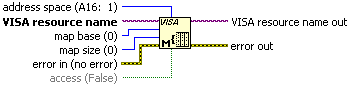 address space (A16: 1)
VISA resource name
map base (0)
map size (0)
error in (no error)
access (False)
VISA
M
VISA resource name out
error out